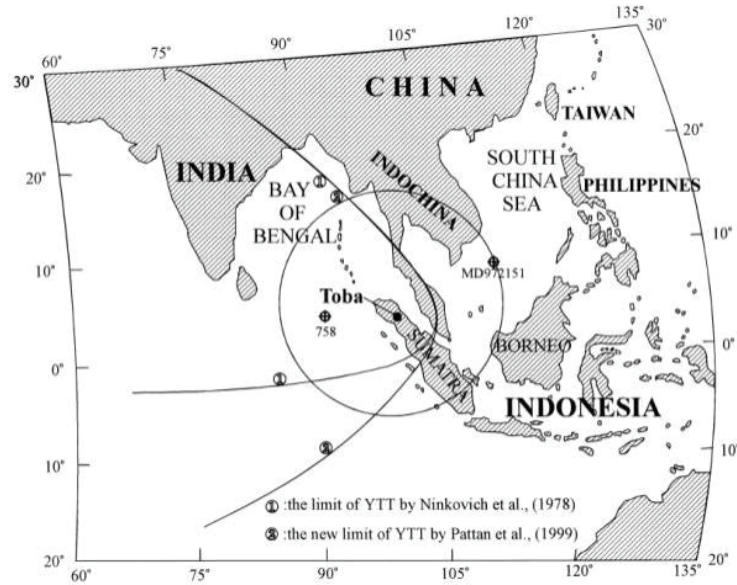 135°
30°
120°
105°
90°
75°
30°
CHINA
TAIWAN
20°
INDIA
INDOCHINA
SOUTH
CHINA
SEA
PHILIPPINES
20°
①
②
BAY
OF
BENGAL
10°
MD972151
10°
Toba
758
0°
SUMATRA
BORNEO
0°
①
INDONESIA
10°
②
10°
① :the limit of YTT by Ninkovich et al., (1978)
② :the new limit of YTT by Pattan et al., (1999)
20°
20°
60°
75°
90°
105°
120°
135°